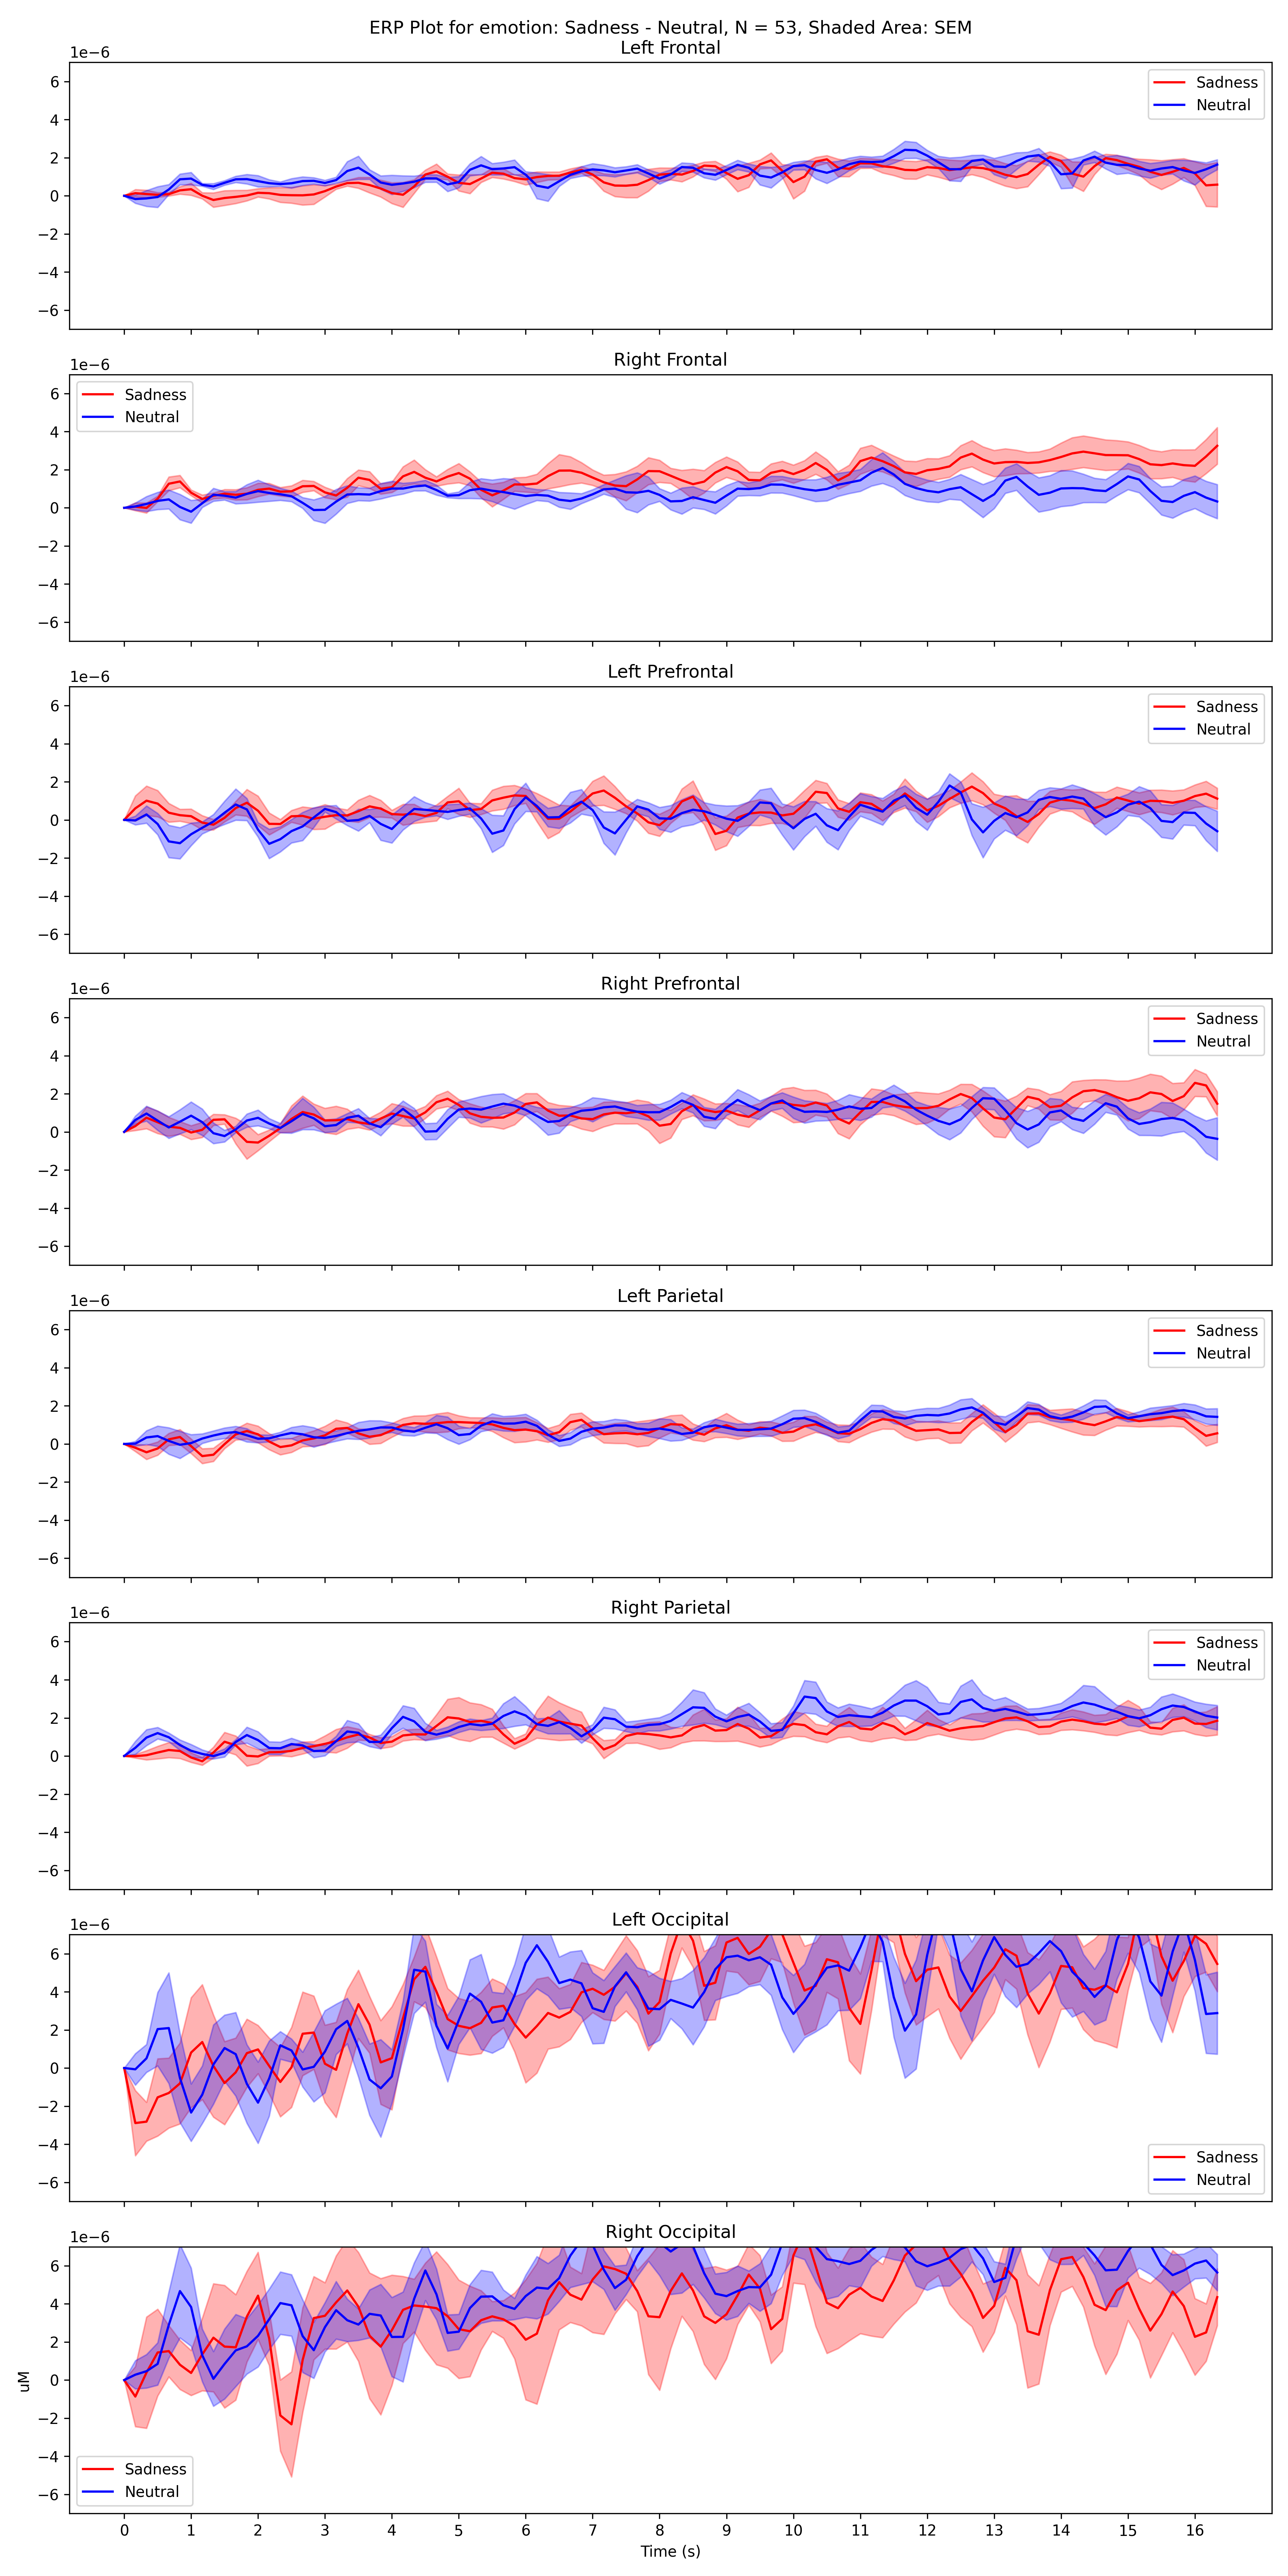 ERP Plot for emotion: Sadness - Neutral, N = 53, Shaded Area: SEM
Left Frontal
1e−6
6
4
2
0
−2
−4
−6
Sadness
Neutral
Right Frontal
1e−6
6
4
2
0
−2
−4
−6
Sadness
Neutral
Left Prefrontal
1e−6
6
4
2
0
−2
−4
−6
Sadness
Neutral
Right Prefrontal
1e−6
6
4
2
0
−2
−4
−6
Sadness
Neutral
Left Parietal
1e−6
6
4
2
0
−2
−4
−6
Sadness
Neutral
Right Parietal
1e−6
6
4
2
0
−2
−4
−6
Sadness
Neutral
Left Occipital
1e−6
6
4
2
0
−2
−4
−6
Sadness
Neutral
Right Occipital
1e−6
6
4
2
0
−2
−4
−6
uM
Sadness
Neutral
0 1 2 3 4 5 6 7 8 9 10 11 12 13 14 15 16
Time (s)